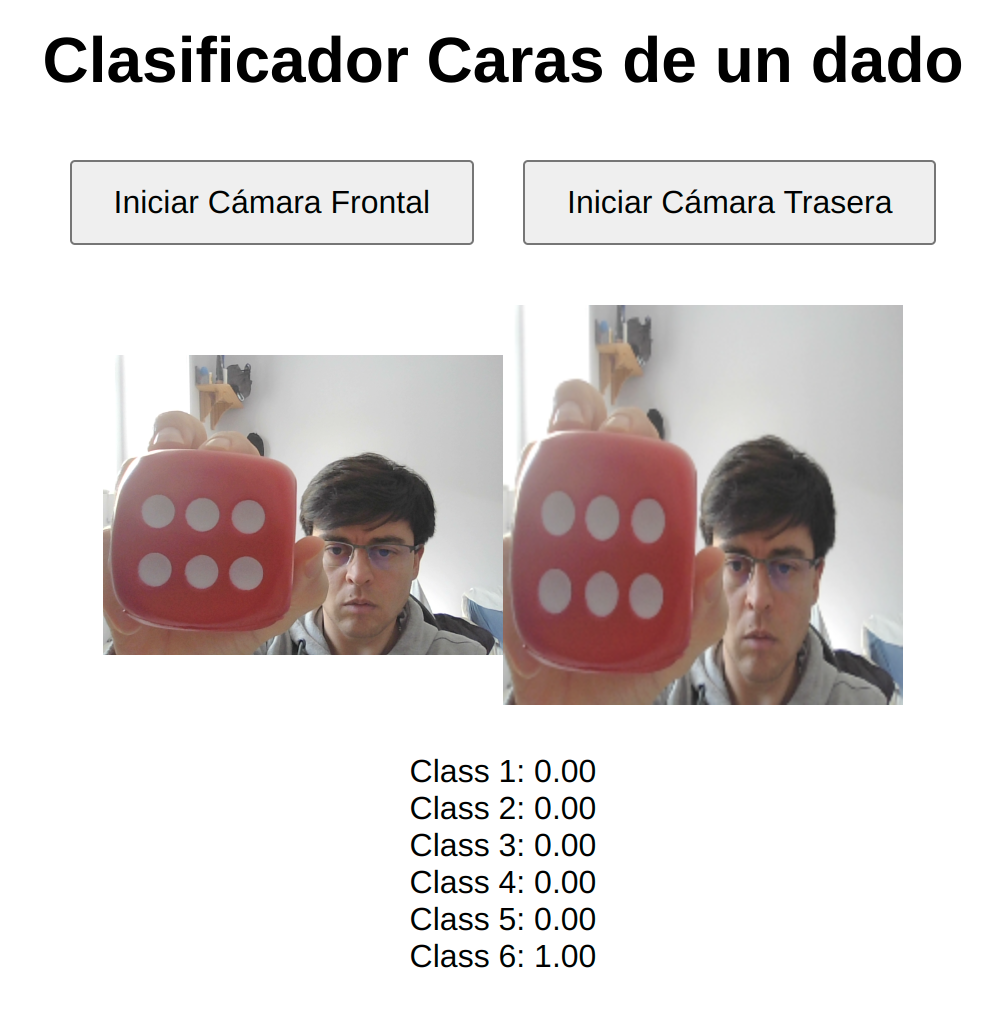 Clasificador Caras de un dado
Iniciar Cámara Frontal
Iniciar Cámara Trasera
Class 1: 0.00
Class 2: 0.00
Class 3: 0.00
Class 4: 0.00
Class 5: 0.00
Class 6: 1.00